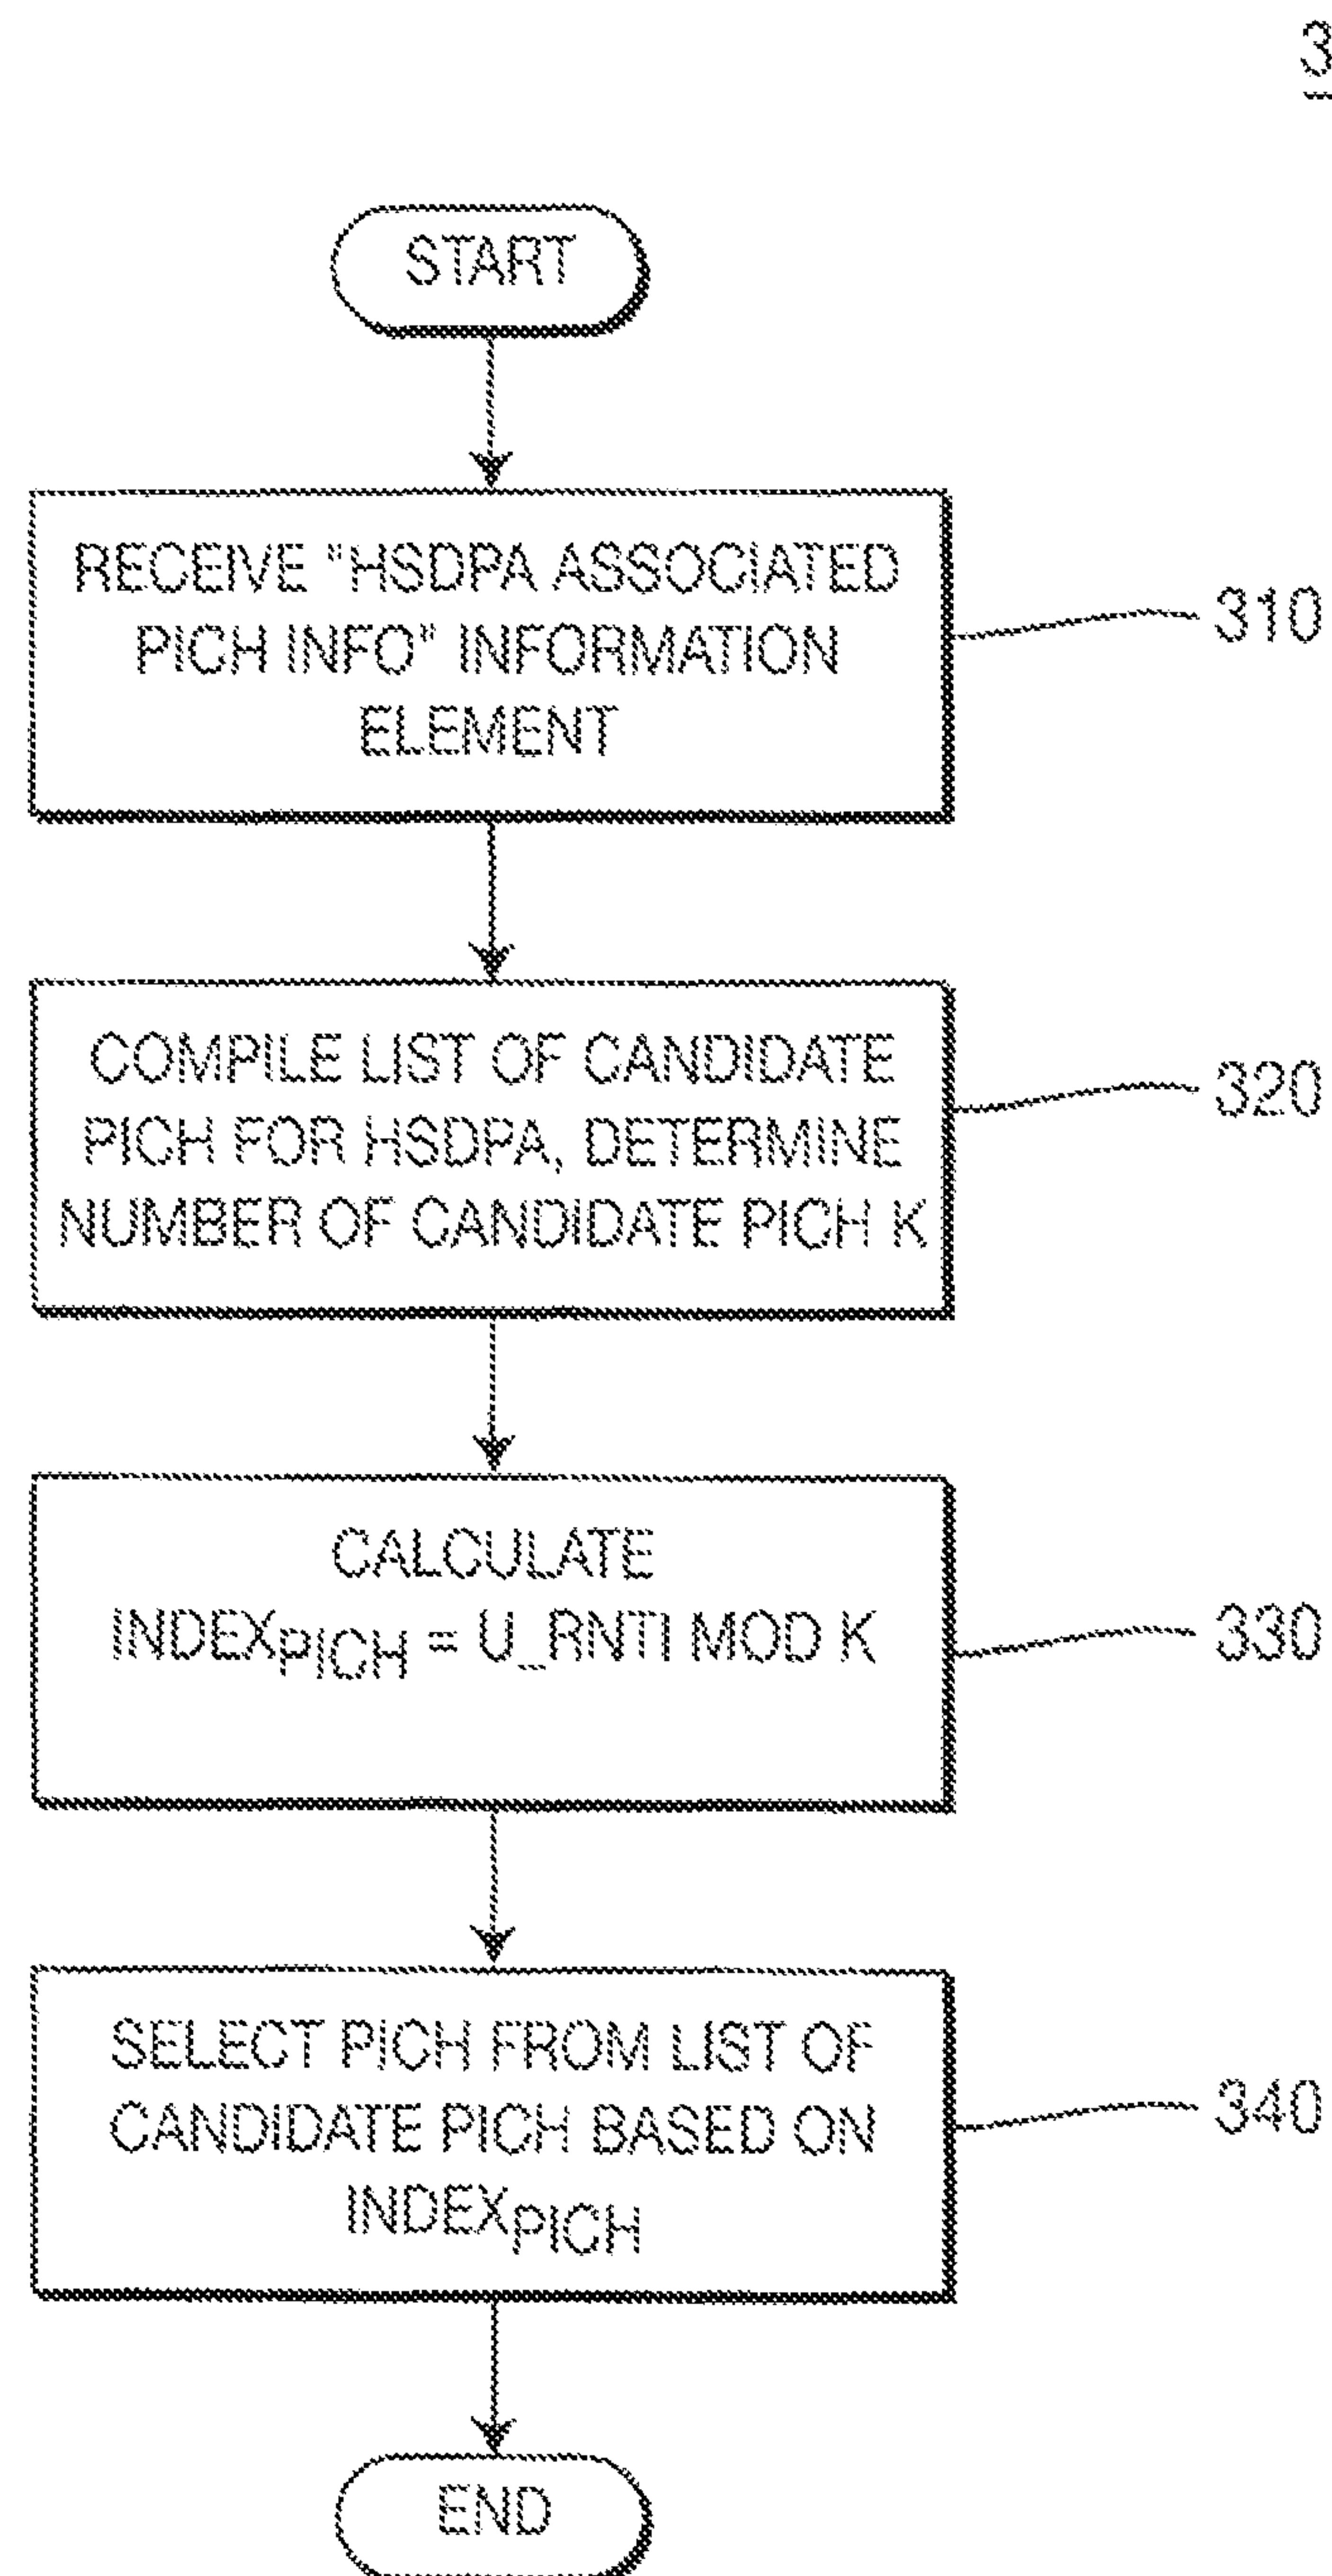 3
START
RECEIVE "HSDPA ASSOCIATED
PICH INFO" INFORMATION
ELEMENT
310
COMPILE LIST OF CANDIDATE
PICH FOR HSDPA, DETERMINE
NUMBER OF CANDIDATE PICH K
320
CALCULATE
INDEXPICH = U_RNTI MOD K
330
SELECT PICH FROM LIST OF
CANDIDATE PICH BASED ON
INDEXPICH
340
END